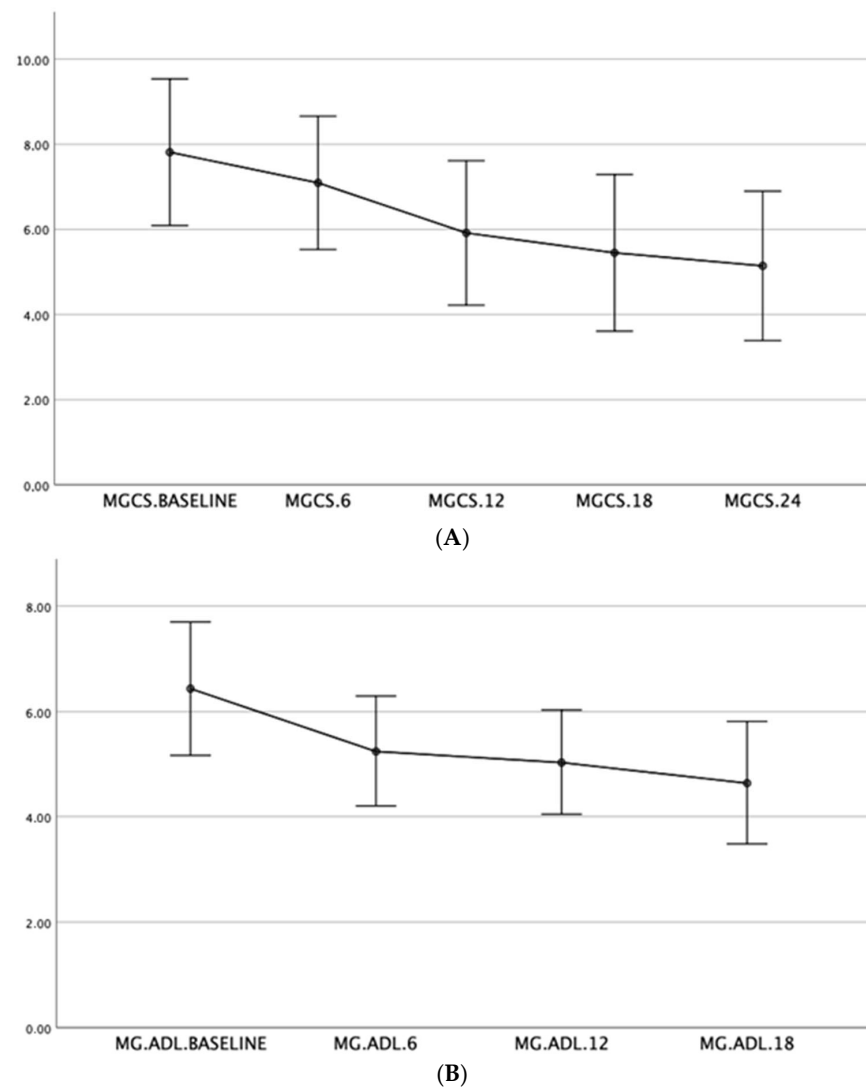 10.00
8.00
6.00
4.00
2.00
0.00
MGCS.BASELINE MGCS.6 MGCS.12 MGCS.18 MGCS.24
(A)
8.00
6.00
4.00
2.00
0.00
MG.ADL.BASELINE MG.ADL.6 MG.ADL.12 MG.ADL.18
(B)